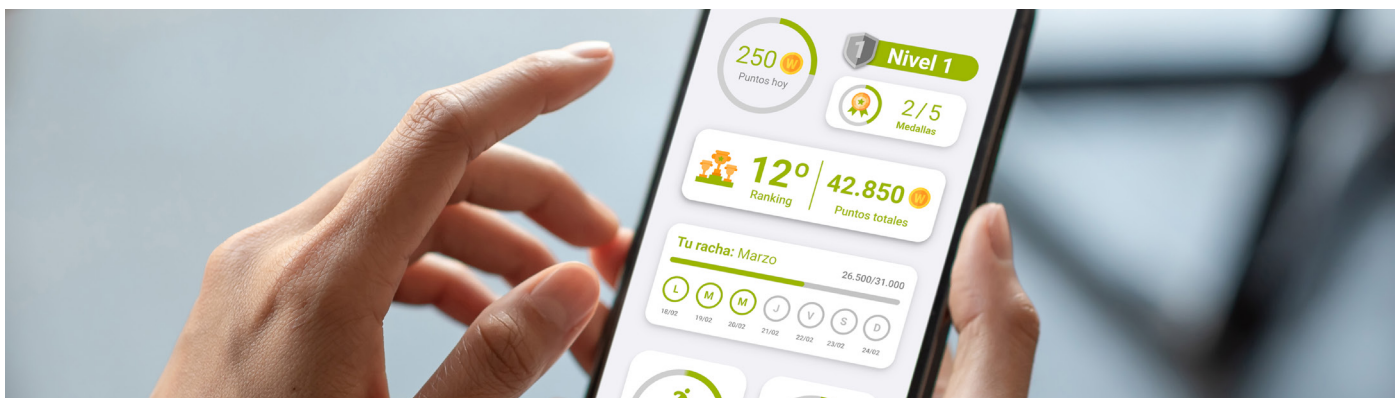 250 W
Puntos hoy
1 Nivel 1
2/5
Medallas
12º
Ranking
42.850 W
Puntos totales
Tu racha: Marzo
26.500/31.000
L M M J V S D
18/02 19/02 20/02 21/02 22/02 23/02 24/02